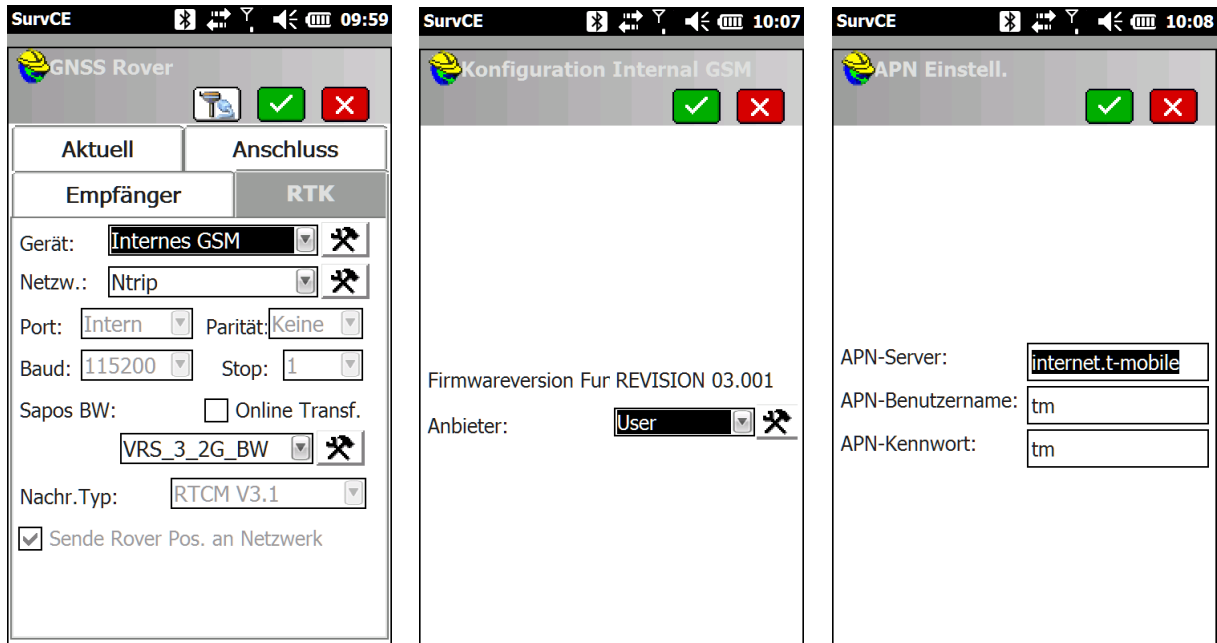 SurvCE 09:59
GNSS Rover
Aktuell Anschluss
Empfänger RTK
Gerät: Internes GSM
Netzw.: Ntrip
Port: Intern Parität: Keine
Baud: 115200 Stop: 1
Sapos BW: Online Transf.
VRS_3_2G_BW
Nachr.Typ: RTCM V3.1
Sende Rover Pos. an Netzwerk
SurvCE 10:07
Konfiguration Internal GSM
Firmwareversion Fur REVISION 03.001
Anbieter: User
SurvCE 10:08
APN Einstell.
APN-Server: internet.t-mobile
APN-Benutzername: tm
APN-Kennwort: tm